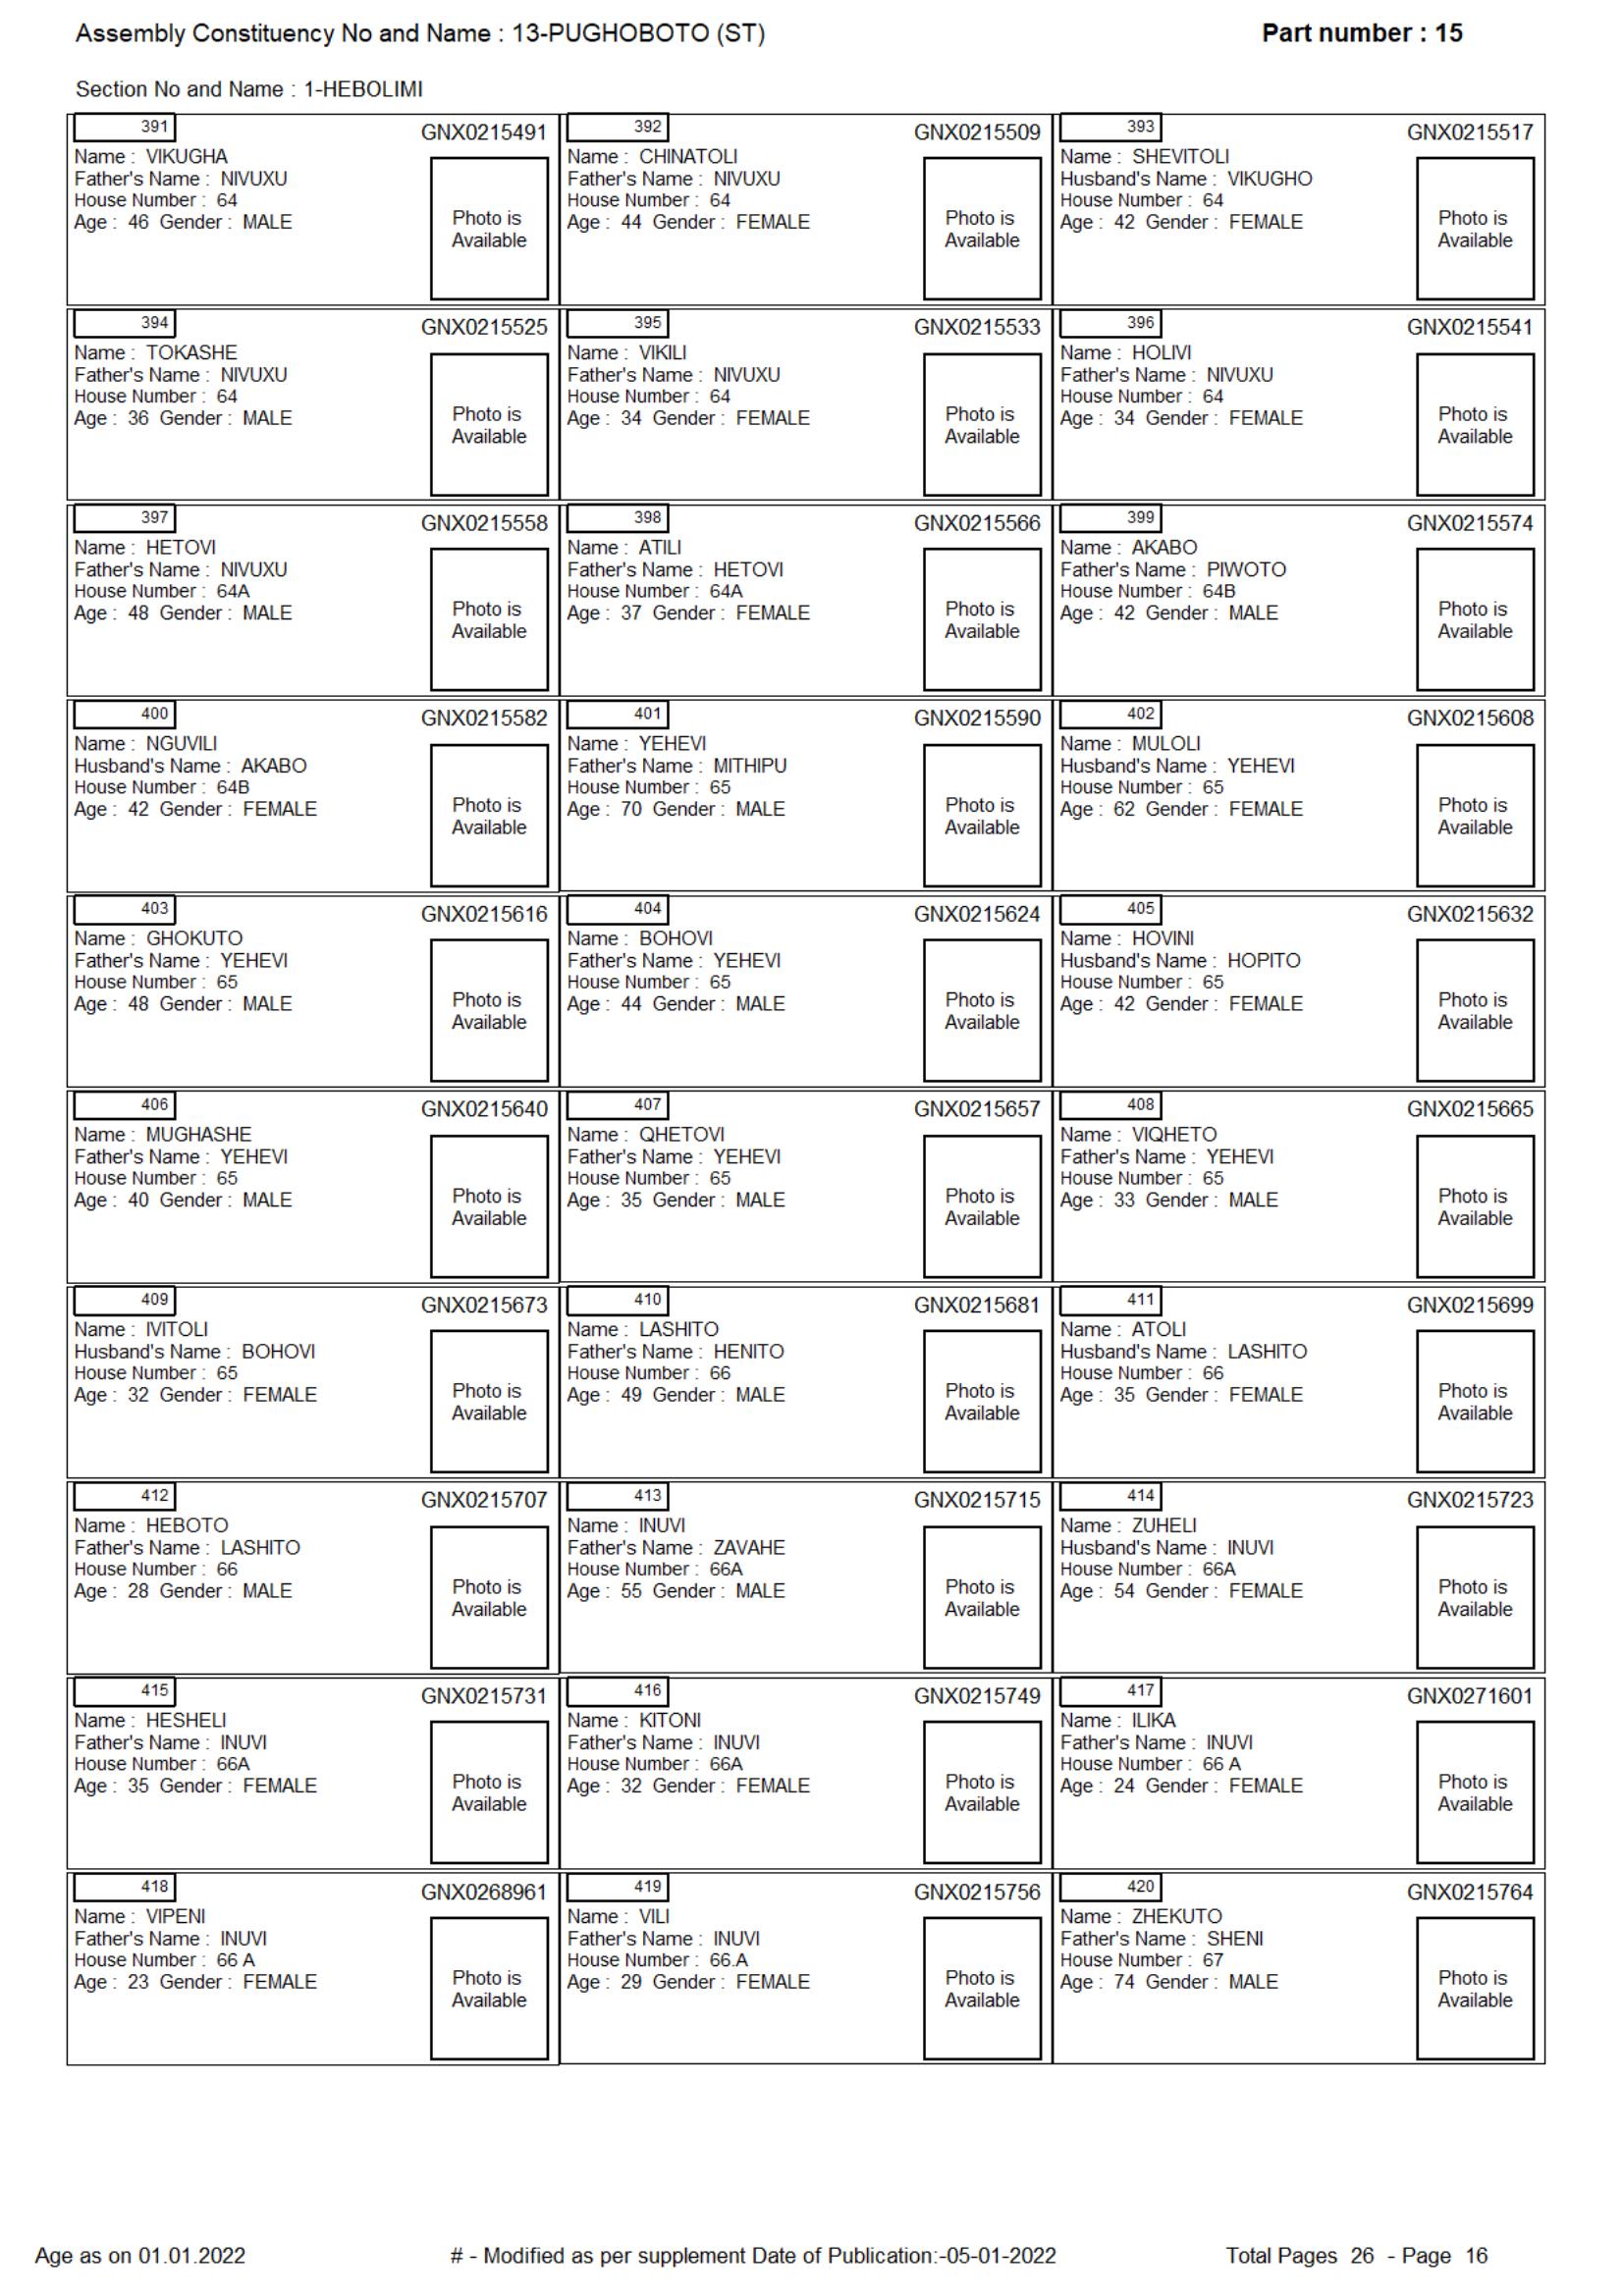 Assembly Constituency No and Name : 13-PUGHOBOTO (ST)
Part number : 15
Section No and Name : 1-HEBOLIMI
391
GNX0215491
Name : VIKUGHA
Father's Name : NIVUXU
House Number : 64
Age : 46 Gender : MALE
Photo is
Available
392
GNX0215509
Name : CHINATOLI
Father's Name : NIVUXU
House Number : 64
Age : 44 Gender : FEMALE
Photo is
Available
393
GNX0215517
Name : SHEVITOLI
Husband's Name : VIKUGHO
House Number : 64
Age : 42 Gender : FEMALE
Photo is
Available
394
GNX0215525
Name : TOKASHE
Father's Name : NIVUXU
House Number : 64
Age : 36 Gender : MALE
Photo is
Available
395
GNX0215533
Name : VIKILI
Father's Name : NIVUXU
House Number : 64
Age : 34 Gender : FEMALE
Photo is
Available
396
GNX0215541
Name : HOLIVI
Father's Name : NIVUXU
House Number : 64
Age : 34 Gender : FEMALE
Photo is
Available
397
GNX0215558
Name : HETOVI
Father's Name : NIVUXU
House Number : 64A
Age : 48 Gender : MALE
Photo is
Available
398
GNX0215566
Name : ATILI
Father's Name : HETOVI
House Number : 64A
Age : 37 Gender : FEMALE
Photo is
Available
399
GNX0215574
Name : AKABO
Father's Name : PIWOTO
House Number : 64B
Age : 42 Gender : MALE
Photo is
Available
400
GNX0215582
Name : NGUVILI
Husband's Name : AKABO
House Number : 64B
Age : 42 Gender : FEMALE
Photo is
Available
401
GNX0215590
Name : YEHEVI
Father's Name : MITHIPU
House Number : 65
Age : 70 Gender : MALE
Photo is
Available
402
GNX0215608
Name : MULOLI
Husband's Name : YEHEVI
House Number : 65
Age : 62 Gender : FEMALE
Photo is
Available
403
GNX0215616
Name : GHOKUTO
Father's Name : YEHEVI
House Number : 65
Age : 48 Gender : MALE
Photo is
Available
404
GNX0215624
Name : BOHOVI
Father's Name : YEHEVI
House Number : 65
Age : 44 Gender : MALE
Photo is
Available
405
GNX0215632
Name : HOVINI
Husband's Name : HOPITO
House Number : 65
Age : 42 Gender : FEMALE
Photo is
Available
406
GNX0215640
Name : MUGHASHE
Father's Name : YEHEVI
House Number : 65
Age : 40 Gender : MALE
Photo is
Available
407
GNX0215657
Name : QHETOVI
Father's Name : YEHEVI
House Number : 65
Age : 35 Gender : MALE
Photo is
Available
408
GNX0215665
Name : VIQHETO
Father's Name : YEHEVI
House Number : 65
Age : 33 Gender : MALE
Photo is
Available
409
GNX0215673
Name : IVITOLI
Husband's Name : BOHOVI
House Number : 65
Age : 32 Gender : FEMALE
Photo is
Available
410
GNX0215681
Name : LASHITO
Father's Name : HENITO
House Number : 66
Age : 49 Gender : MALE
Photo is
Available
411
GNX0215699
Name : ATOLI
Husband's Name : LASHITO
House Number : 66
Age : 35 Gender : FEMALE
Photo is
Available
412
GNX0215707
Name : HEBOTO
Father's Name : LASHITO
House Number : 66
Age : 28 Gender : MALE
Photo is
Available
413
GNX0215715
Name : INUVI
Father's Name : ZAVAHE
House Number : 66A
Age : 55 Gender : MALE
Photo is
Available
414
GNX0215723
Name : ZUHELI
Husband's Name : INUVI
House Number : 66A
Age : 54 Gender : FEMALE
Photo is
Available
415
GNX0215731
Name : HESHELI
Father's Name : INUVI
House Number : 66A
Age : 35 Gender : FEMALE
Photo is
Available
416
GNX0215749
Name : KITONI
Father's Name : INUVI
House Number : 66A
Age : 32 Gender : FEMALE
Photo is
Available
417
GNX0271601
Name : ILIKA
Father's Name : INUVI
House Number : 66 A
Age : 24 Gender : FEMALE
Photo is
Available
418
GNX0268961
Name : VIPENI
Father's Name : INUVI
House Number : 66 A
Age : 23 Gender : FEMALE
Photo is
Available
419
GNX0215756
Name : VILI
Father's Name : INUVI
House Number : 66.A
Age : 29 Gender : FEMALE
Photo is
Available
420
GNX0215764
Name : ZHEKUTO
Father's Name : SHENI
House Number : 67
Age : 74 Gender : MALE
Photo is
Available
Age as on 01.01.2022
# - Modified as per supplement Date of Publication:-05-01-2022
Total Pages 26 - Page 16